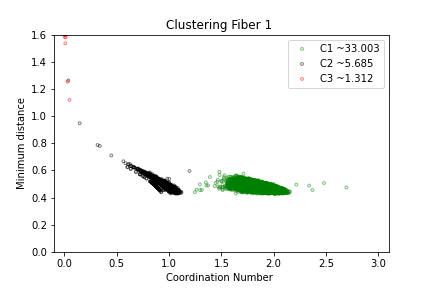 Clustering Fiber 1
C1 ~33.003
C2 ~5.685
C3 ~1.312
Minimum distance
1.6
1.4
1.2
1.0
0.8
0.6
0.4
0.2
0.0
0.0 0.5 1.0 1.5 2.0 2.5 3.0
Coordination Number